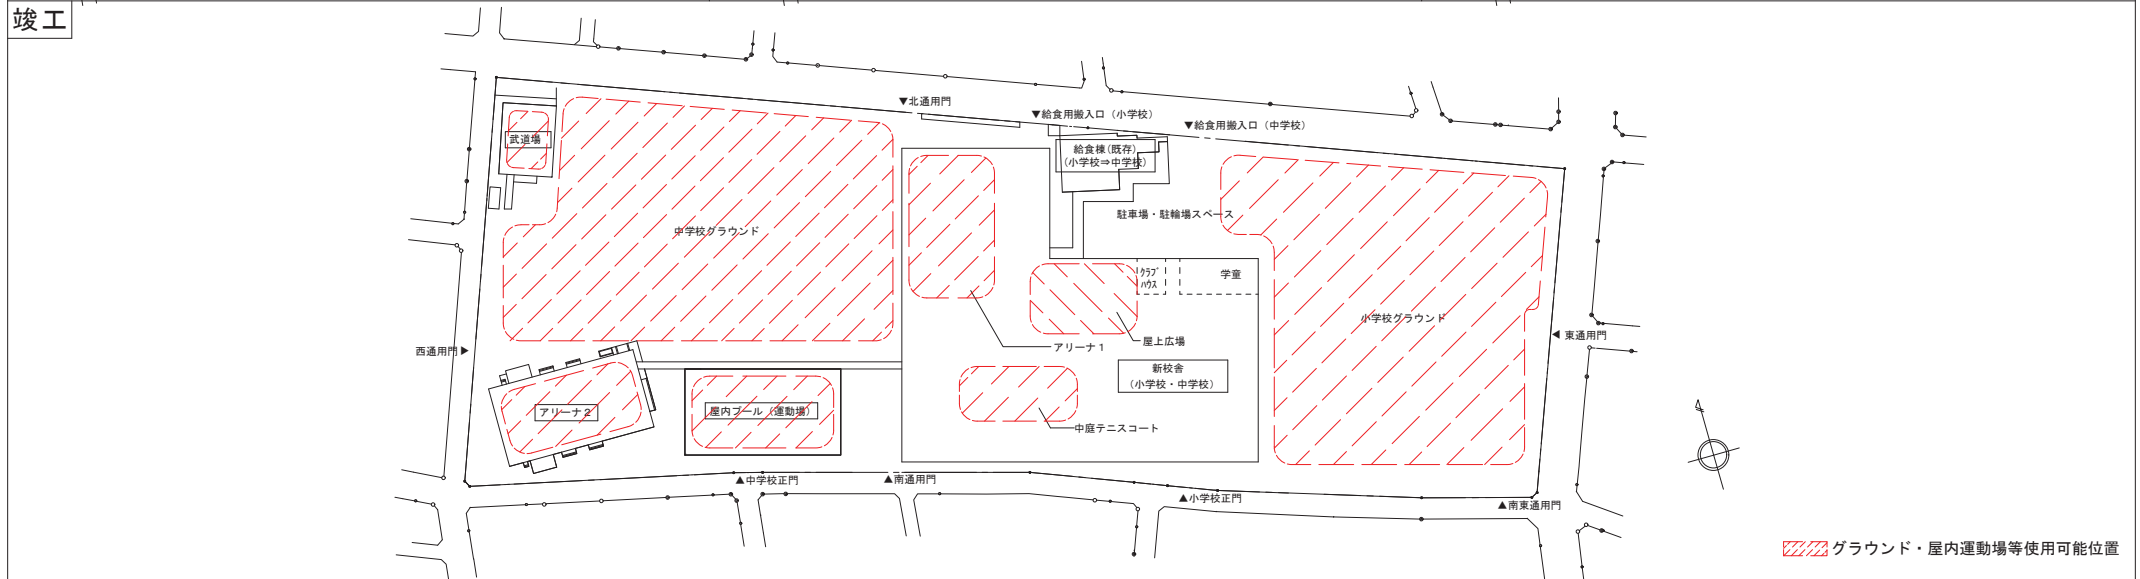 竣工
▼北通用門
▼給食用搬入口（小学校）
▼給食用搬入口（中学校）
武道場
給食棟(既存)
(小学校⇒中学校)
駐車場・駐輪場スペース
中学校グラウンド
クラブ
ハウス
学童
小学校グラウンド
西通用門▶
アリーナ１
屋上広場
◀ 東通用門
新校舎
（小学校・中学校）
アリーナ２
屋内プール（運動場）
中庭テニスコート
▲中学校正門
▲南通用門
▲小学校正門
▲南東通用門
グラウンド・屋内運動場等使用可能位置